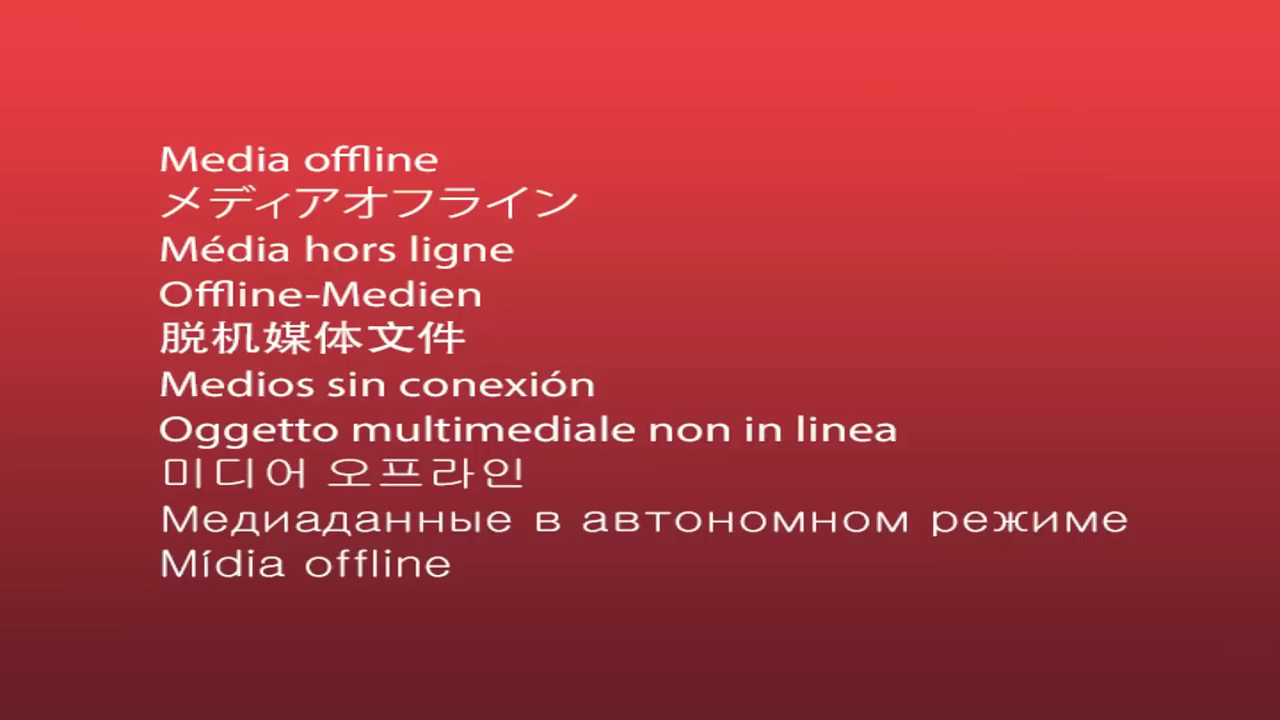 Media offline
メディアオフライン
Média hors ligne
Offline-Medien
脱机媒体文件
Medios sin conexión
Oggetto multimediale non in linea
미디어 오프라인
Медиаданные в автономном режиме
Mídia offline